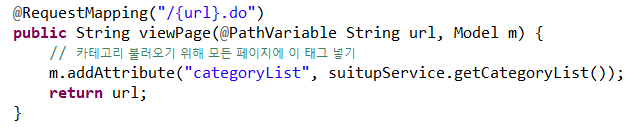 @RequestMapping("/{url}.do")
public String viewPage(@PathVariable String url, Model m) {
// 카테고리 불러오기 위해 모든 페이지에 이 태그 넣기
m.addAttribute("categoryList", suitupService.getCategoryList());
return url;
}